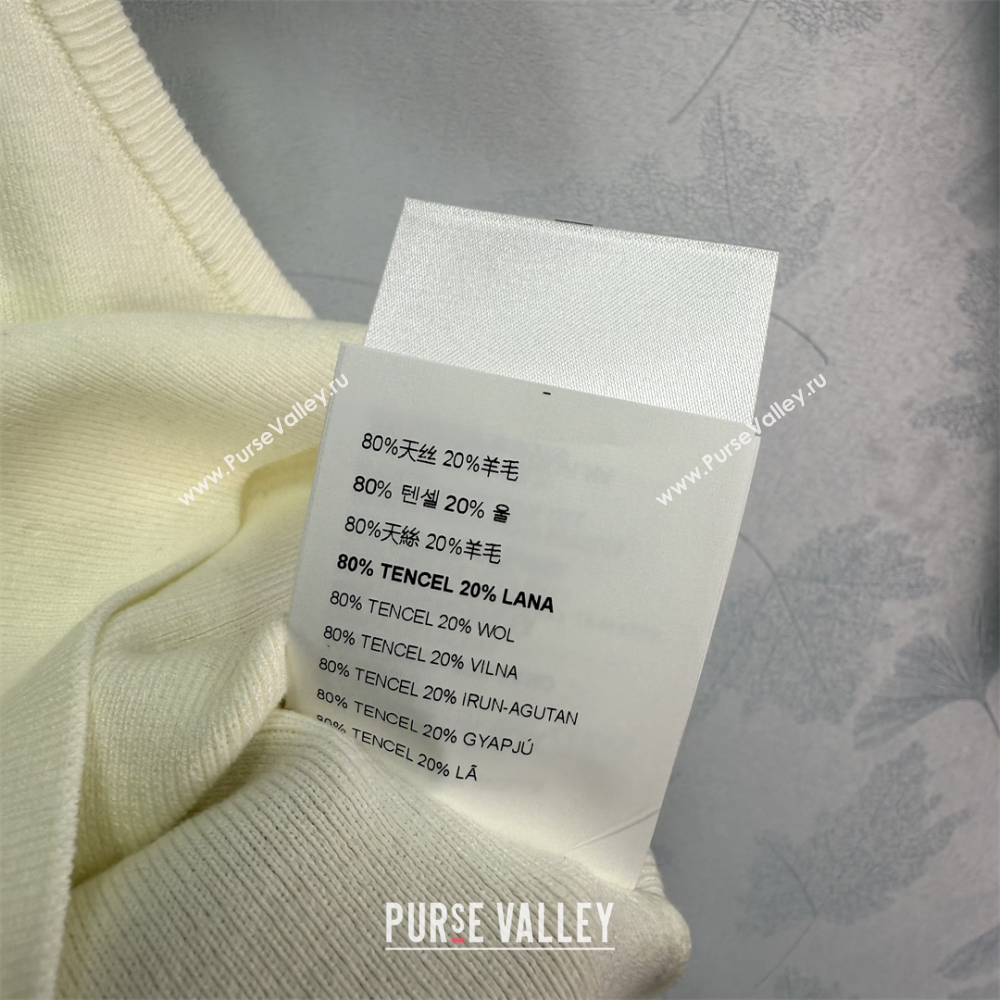 80%天丝 20%羊毛
80% 텐셀 20% 울
80%天絲 20%羊毛
80% TENCEL 20% LANA
80% TENCEL 20% WOL
80% TENCEL 20% VILNA
80% TENCEL 20% IRUN-AGUTAN
80% TENCEL 20% GYAPJÚ
80% TENCEL 20% LÃ
www.PurseValley.ru
www.PurseValley.ru
PURSE VALLEY